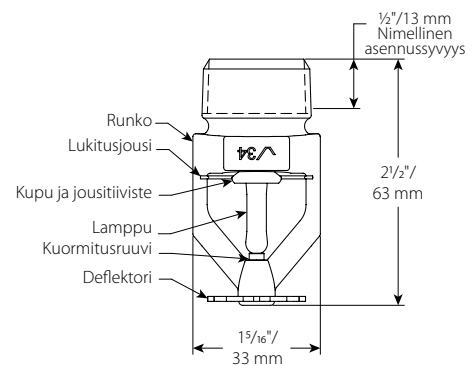 ½"/13 mm
Nimellinen
asennussyvyys
Runko
Lukitusjousi
V34
Kupu ja jousitiiviste
2½"/
63 mm
Lamppu
Kuormitusruuvi
Deflektori
1⁵/₁₆"/
33 mm